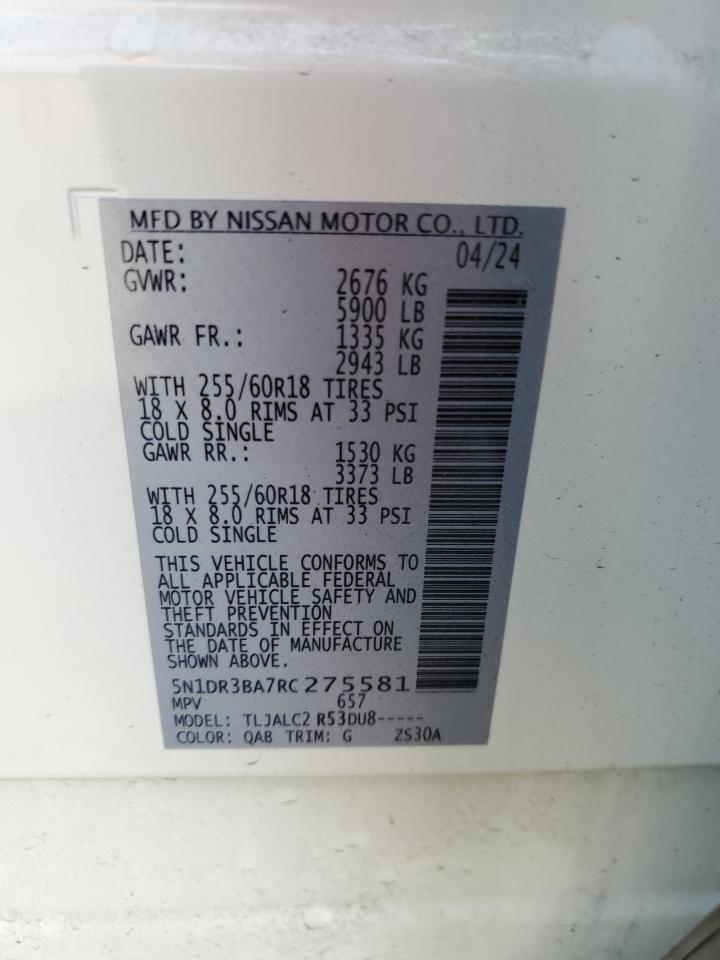 MFD BY NISSAN MOTOR CO., LTD.
DATE: 04/24
GVWR: 2676 KG
5900 LB
GAWR FR.: 1335 KG
2943 LB
WITH 255/60R18 TIRES
18 X 8.0 RIMS AT 33 PSI
COLD SINGLE
GAWR RR.: 1530 KG
3373 LB
WITH 255/60R18 TIRES
18 X 8.0 RIMS AT 33 PSI
COLD SINGLE
THIS VEHICLE CONFORMS TO
ALL APPLICABLE FEDERAL
MOTOR VEHICLE SAFETY AND
THEFT PREVENTION
STANDARDS IN EFFECT ON
THE DATE OF MANUFACTURE
SHOWN ABOVE.
5N1DR3BA7RC275581
MPV 657
MODEL: TLJALC2 R53DU8-----
COLOR: QAB TRIM: G ZS30A